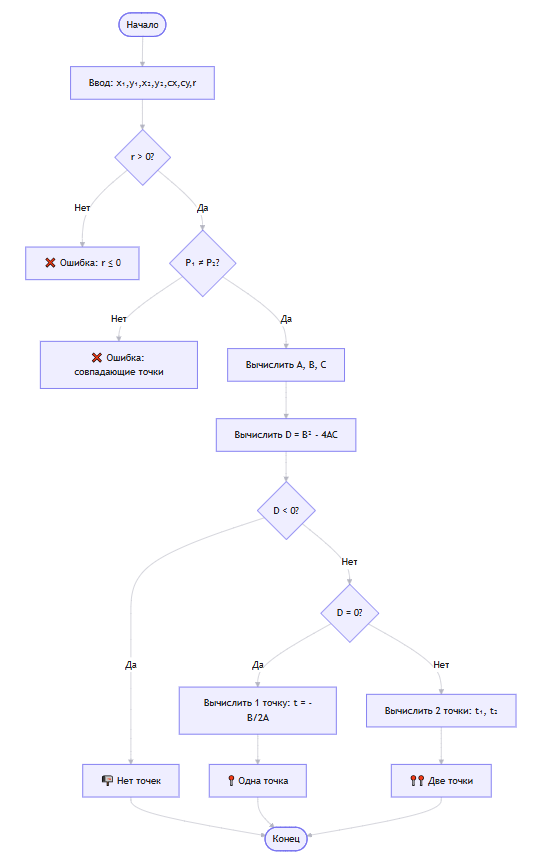 Начало
Ввод: x₁,y₁,x₂,y₂,cx,cy,r
r > 0?
Нет
Да
❌ Ошибка: r ≤ 0
P₁ ≠ P₂?
Нет
Да
❌ Ошибка:
совпадающие точки
Вычислить A, B, C
Вычислить D = B² - 4AC
D < 0?
Нет
D = 0?
Да
Да
Нет
Вычислить 1 точку: t = -
B/2A
Вычислить 2 точки: t₁, t₂
Нет точек
Одна точка
Две точки
Конец